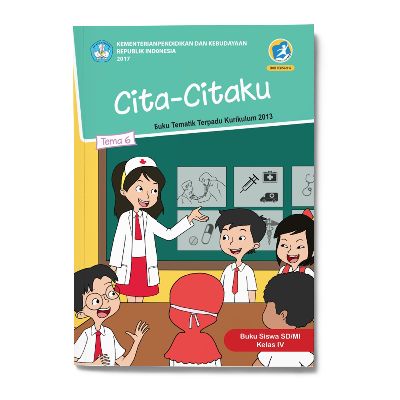 KEMENTERIAN PENDIDIKAN DAN KEBUDAYAAN
REPUBLIK INDONESIA
2017
Cita-Citaku
Buku Tematik Terpadu Kurikulum 2013
Tema 6
Buku Siswa SD/MI
Kelas IV